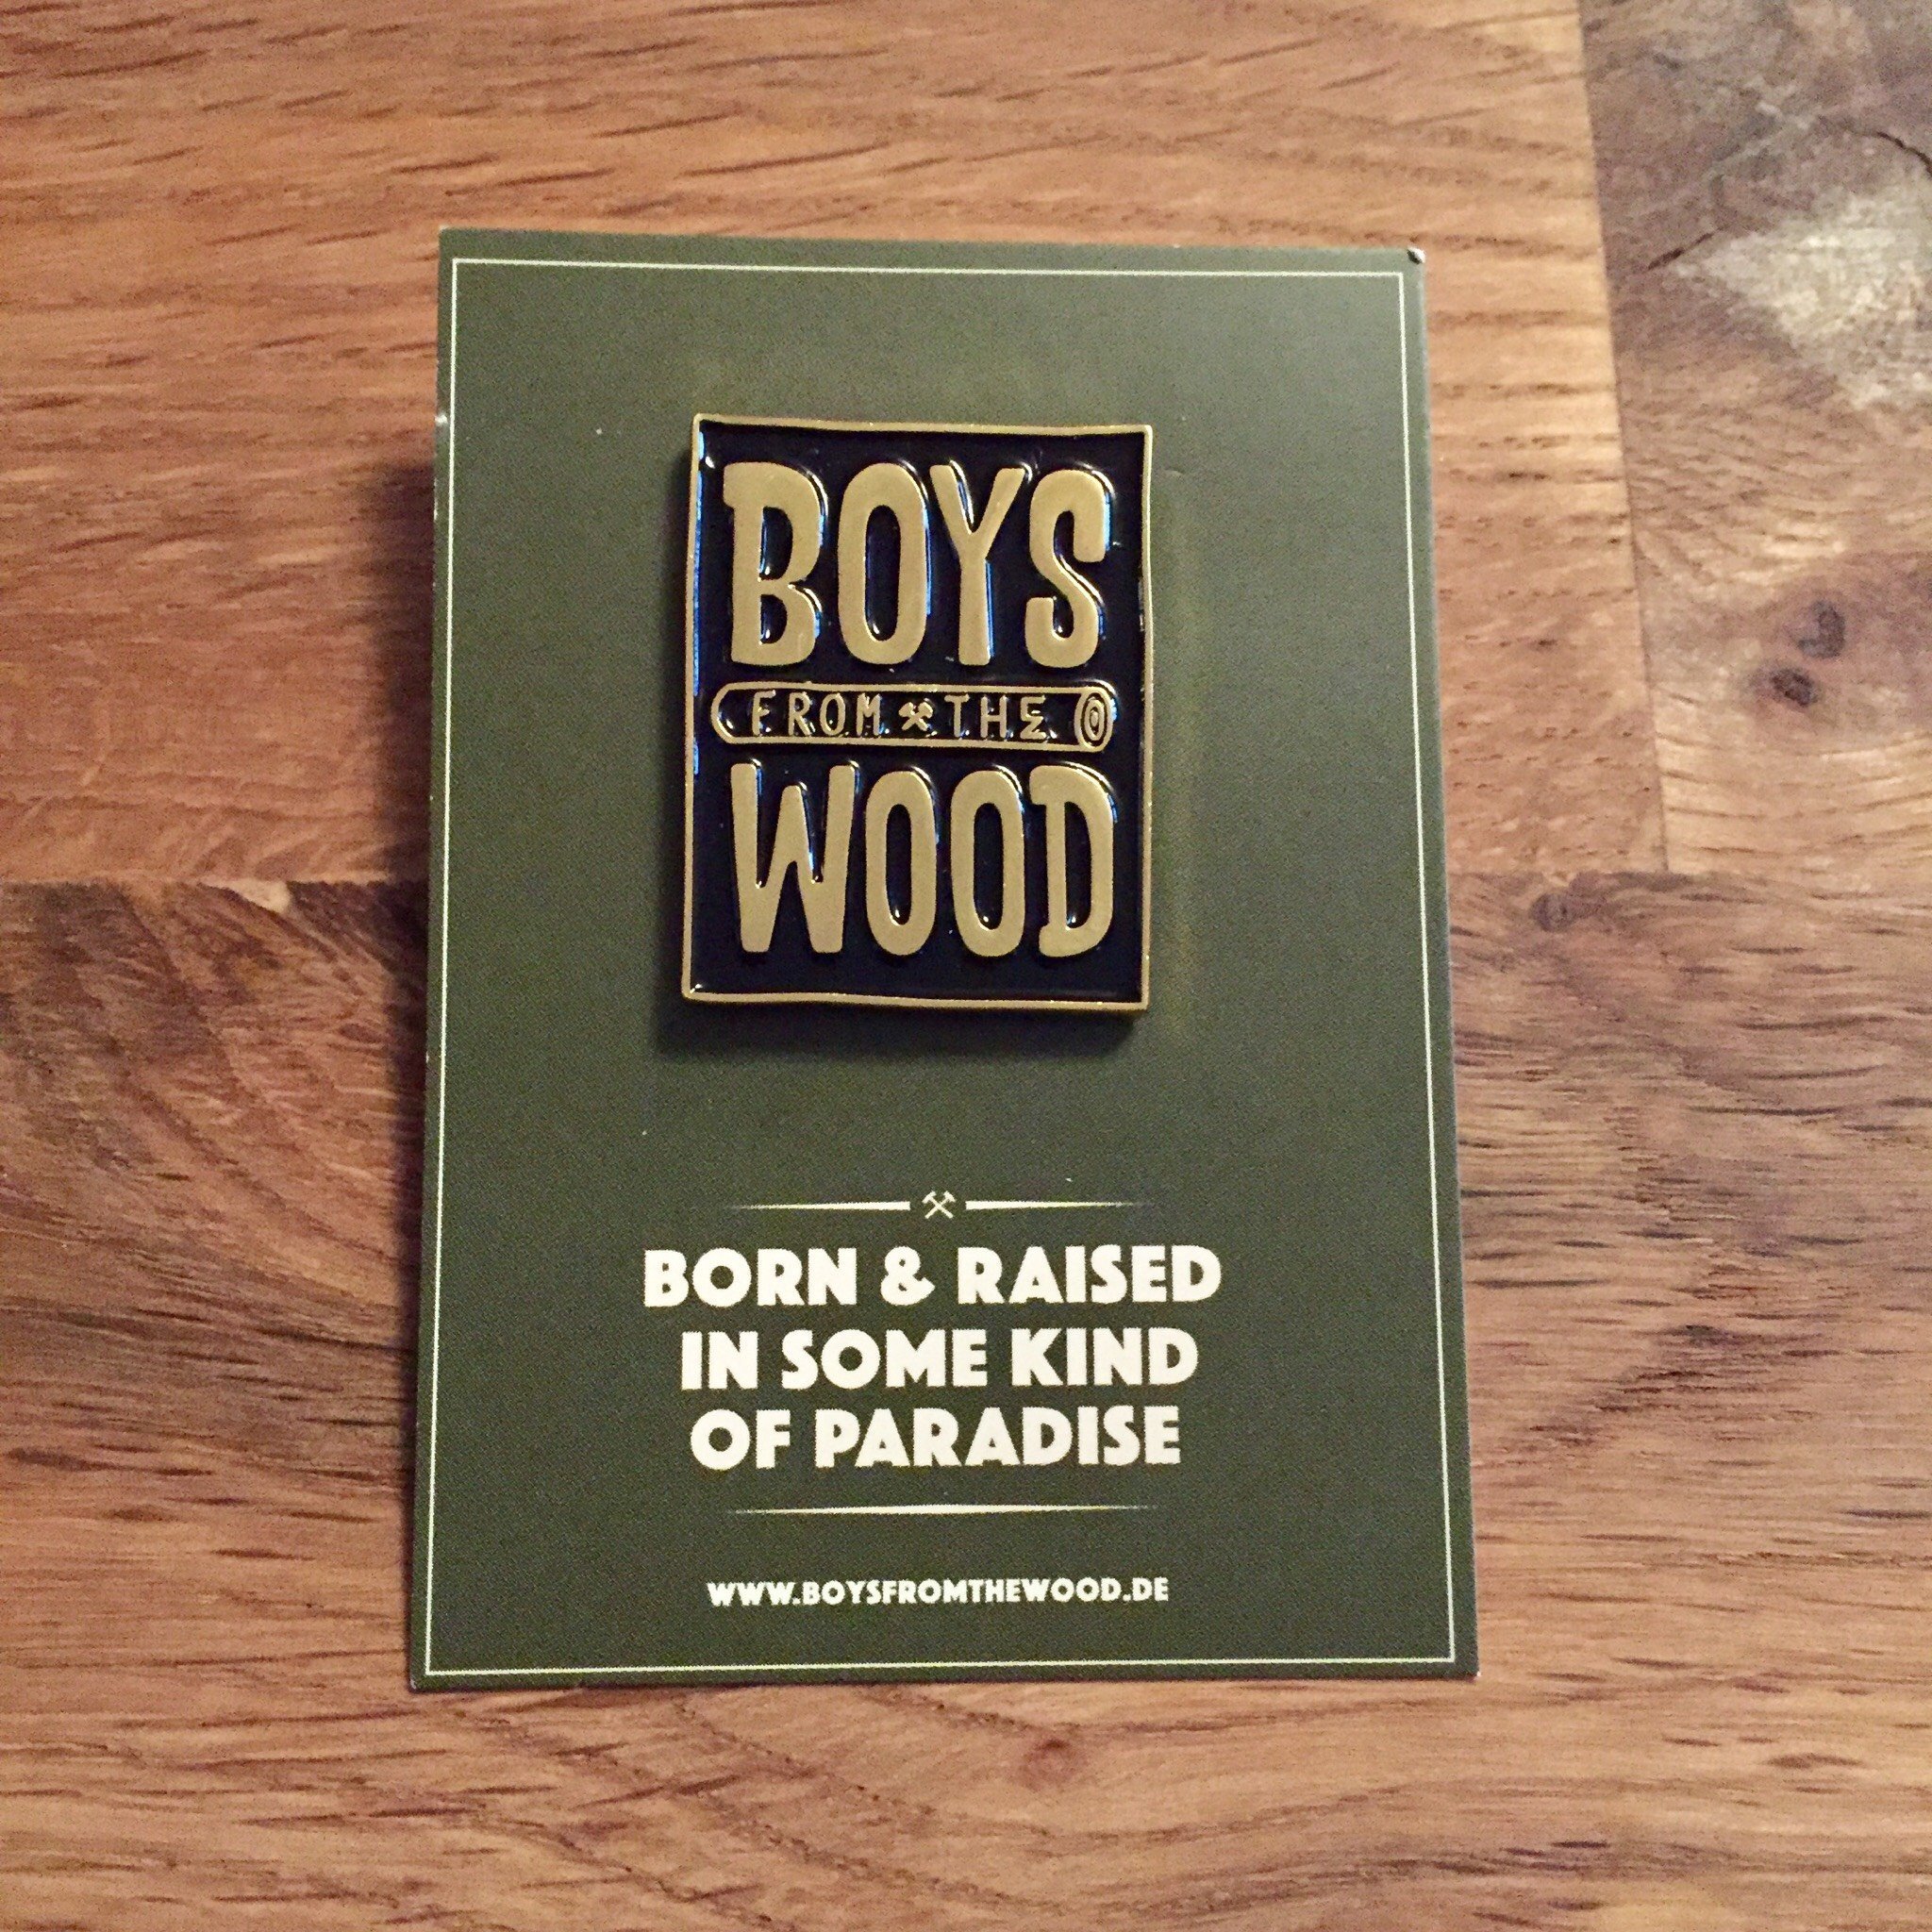 BOYS
FROM THE
WOOD
BORN & RAISED
IN SOME KIND
OF PARADISE
WWW.BOYSFROMTHEWOOD.DE